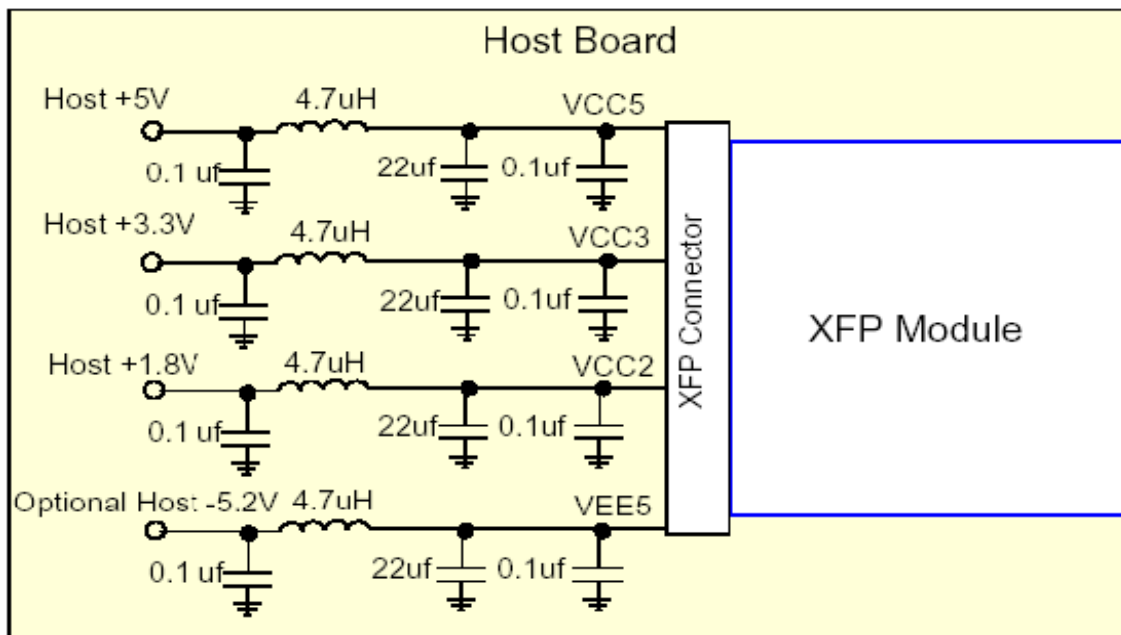 Host Board
Host +5V
4.7uH
VCC5
0.1 uf
22uf
0.1uf
Host +3.3V
4.7uH
VCC3
0.1 uf
22uf
0.1uf
Host +1.8V
4.7uH
VCC2
0.1 uf
22uf
0.1uf
Optional Host -5.2V
4.7uH
VEE5
0.1 uf
22uf
0.1uf
XFP Connector
XFP Module